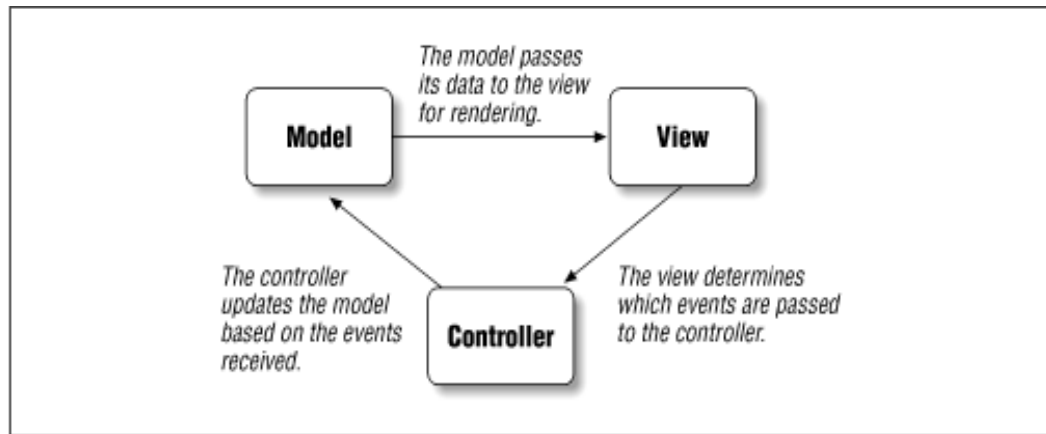 The model passes
its data to the view
for rendering.
Model
View
The controller
updates the model
based on the events
received.
Controller
The view determines
which events are passed
to the controller.